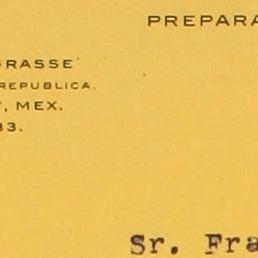 PREPARA
GRASSE
REPUBLICA.
, MEX.
33.
Sr. Fra